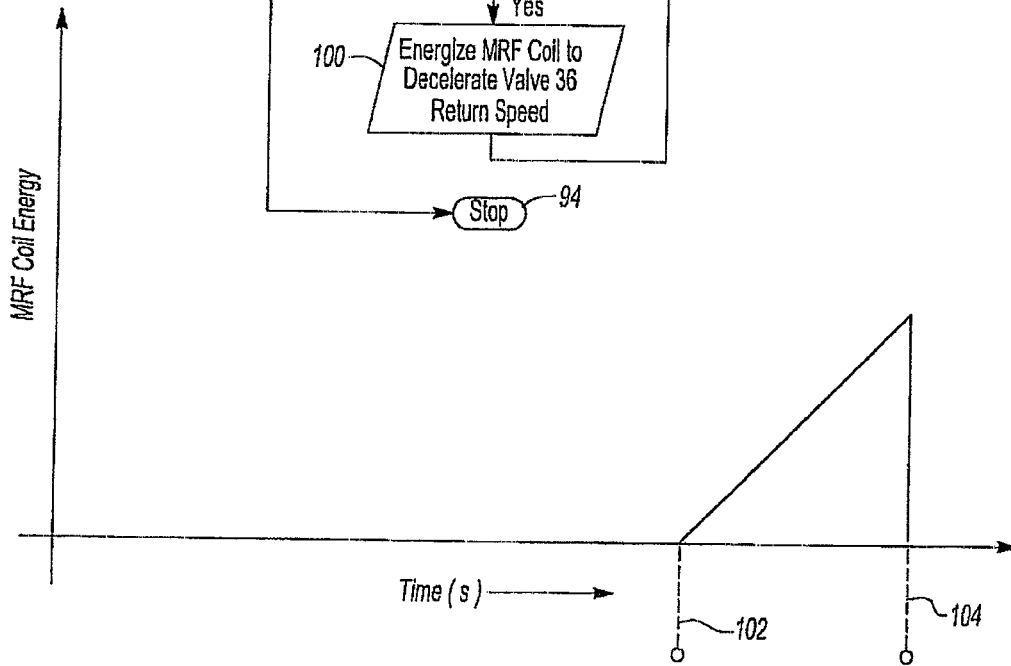 Yes
100
Energize MRF Coil to
Decelerate Valve 36
Return Speed
Stop
94
MRF Coil Energy
Time (s)
102
104